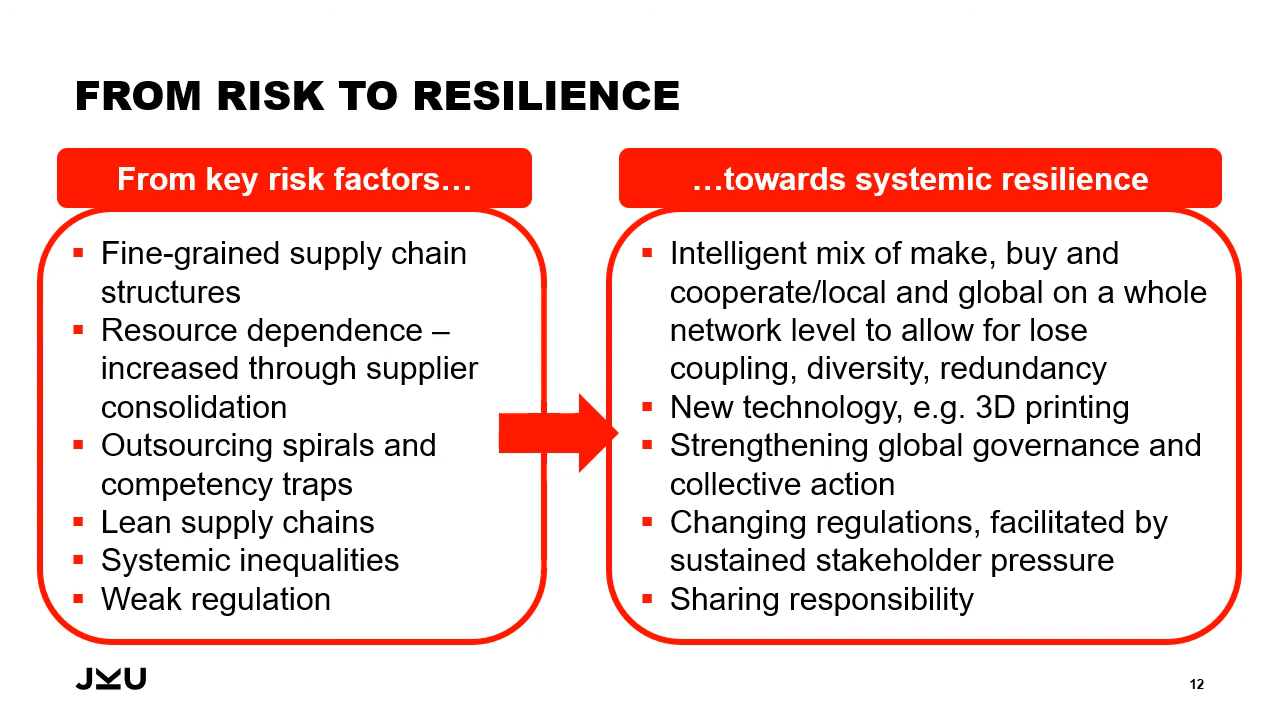 FROM RISK TO RESILIENCE
From key risk factors…
▪ Fine-grained supply chain
structures
▪ Resource dependence –
increased through supplier
consolidation
▪ Outsourcing spirals and
competency traps
▪ Lean supply chains
▪ Systemic inequalities
▪ Weak regulation
…towards systemic resilience
▪ Intelligent mix of make, buy and
cooperate/local and global on a whole
network level to allow for lose
coupling, diversity, redundancy
▪ New technology, e.g. 3D printing
▪ Strengthening global governance and
collective action
▪ Changing regulations, facilitated by
sustained stakeholder pressure
▪ Sharing responsibility
JKU
12